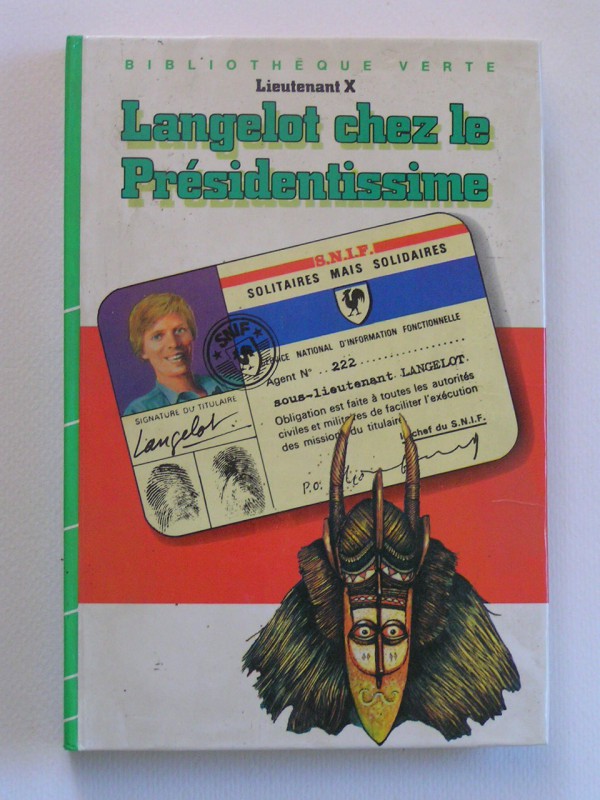 BIBLIOTHÈQUE VERTE
Lieutenant X
Langelot chez le
Présidentissime
S.N.I.F.
SOLITAIRES MAIS SOLIDAIRES
SNIF
NATIONAL D'INFORMATION FONCTIONNELLE
Agent N° ..222..................
sous-lieutenant LANGELOT.
Obligation est faite à toutes les autorités
civiles et militaires de faciliter l'exécution
des missions du titulaire
chef du S.N.I.F.
P.O.
SIGNATURE DU TITULAIRE
Langelot